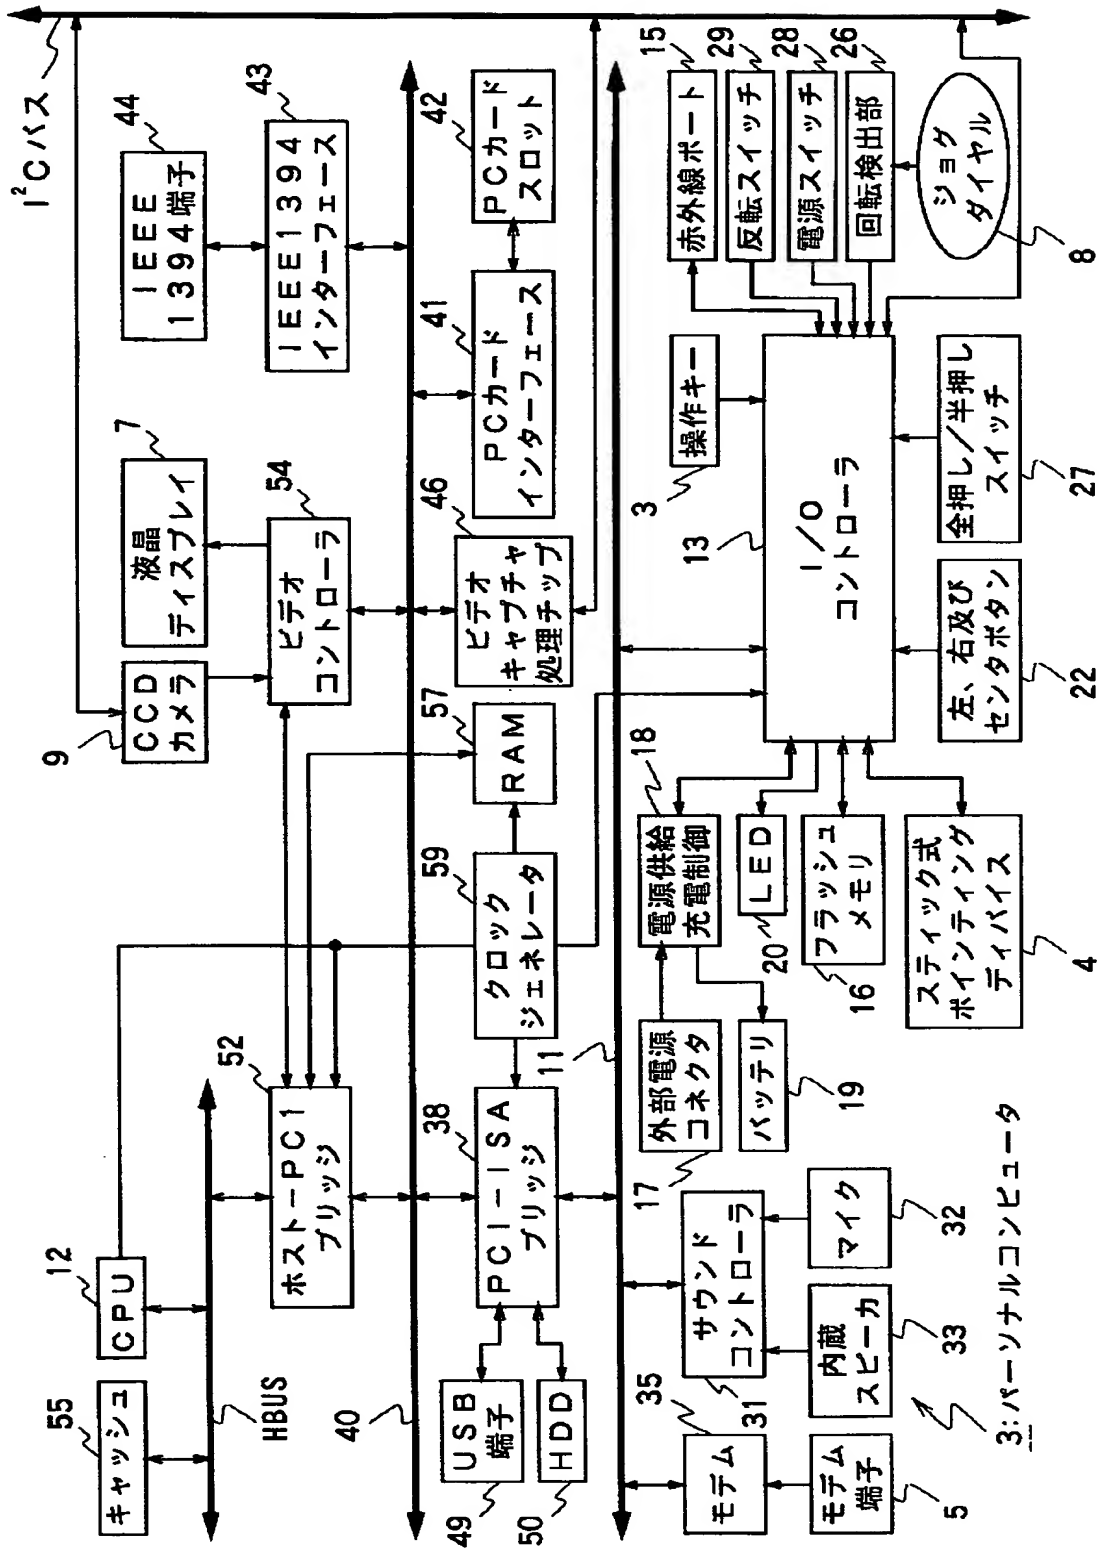 I²Cバス
44
IEEE
1394端子
43
IEEE1394
インターフェース
42
PCカード
スロット
41
PCカード
インターフェース
7
液晶
ディスプレイ
54
ビデオ
コントローラ
9
CCD
カメラ
46
ビデオ
キャプチャ
処理チップ
57
RAM
59
クロック
ジェネレータ
52
ホストーPCI
ブリッジ
38
PCIーISA
ブリッジ
12
CPU
55
キャッシュ
HBUS
40
11
49
USB
端子
50
HDD
15
赤外線ポート
29
反転スイッチ
28
電源スイッチ
26
回転検出部
8
ジョグ
ダイヤル
3
操作キー
13
I/O
コントローラ
27
全押し/半押し
スイッチ
22
左、右及び
センタボタン
18
電源供給
充電制御
20
LED
16
フラッシュ
メモリ
4
スティック式
ポインティング
ディバイス
17
外部電源
コネクタ
19
バッテリ
31
サウンド
コントローラ
32
マイク
33
内蔵
スピーカ
35
モデム
5
モデム
端子
3:パーソナルコンピュータ